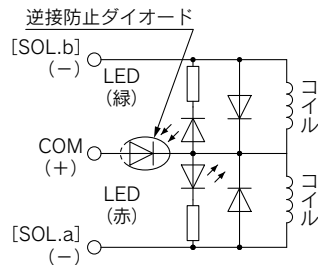 逆接防止ダイオード
[SOL.b]
(－)
LED
(緑)
コイル
COM
(＋)
LED
(赤)
コイル
[SOL.a]
(－)